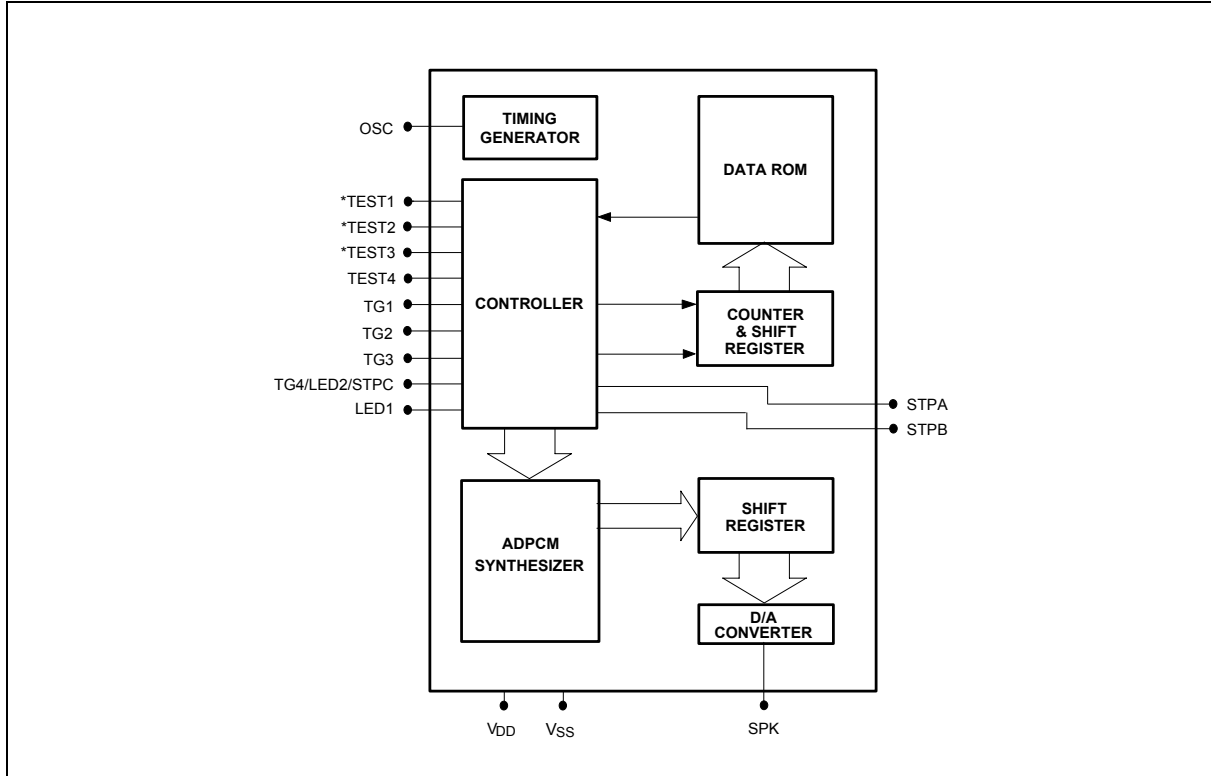 TIMING
GENERATOR
OSC
DATA ROM
*TEST1
*TEST2
*TEST3
TEST4
TG1
TG2
TG3
TG4/LED2/STPC
LED1
CONTROLLER
COUNTER
& SHIFT
REGISTER
STPA
STPB
ADPCM
SYNTHESIZER
SHIFT
REGISTER
D/A
CONVERTER
VDD
VSS
SPK